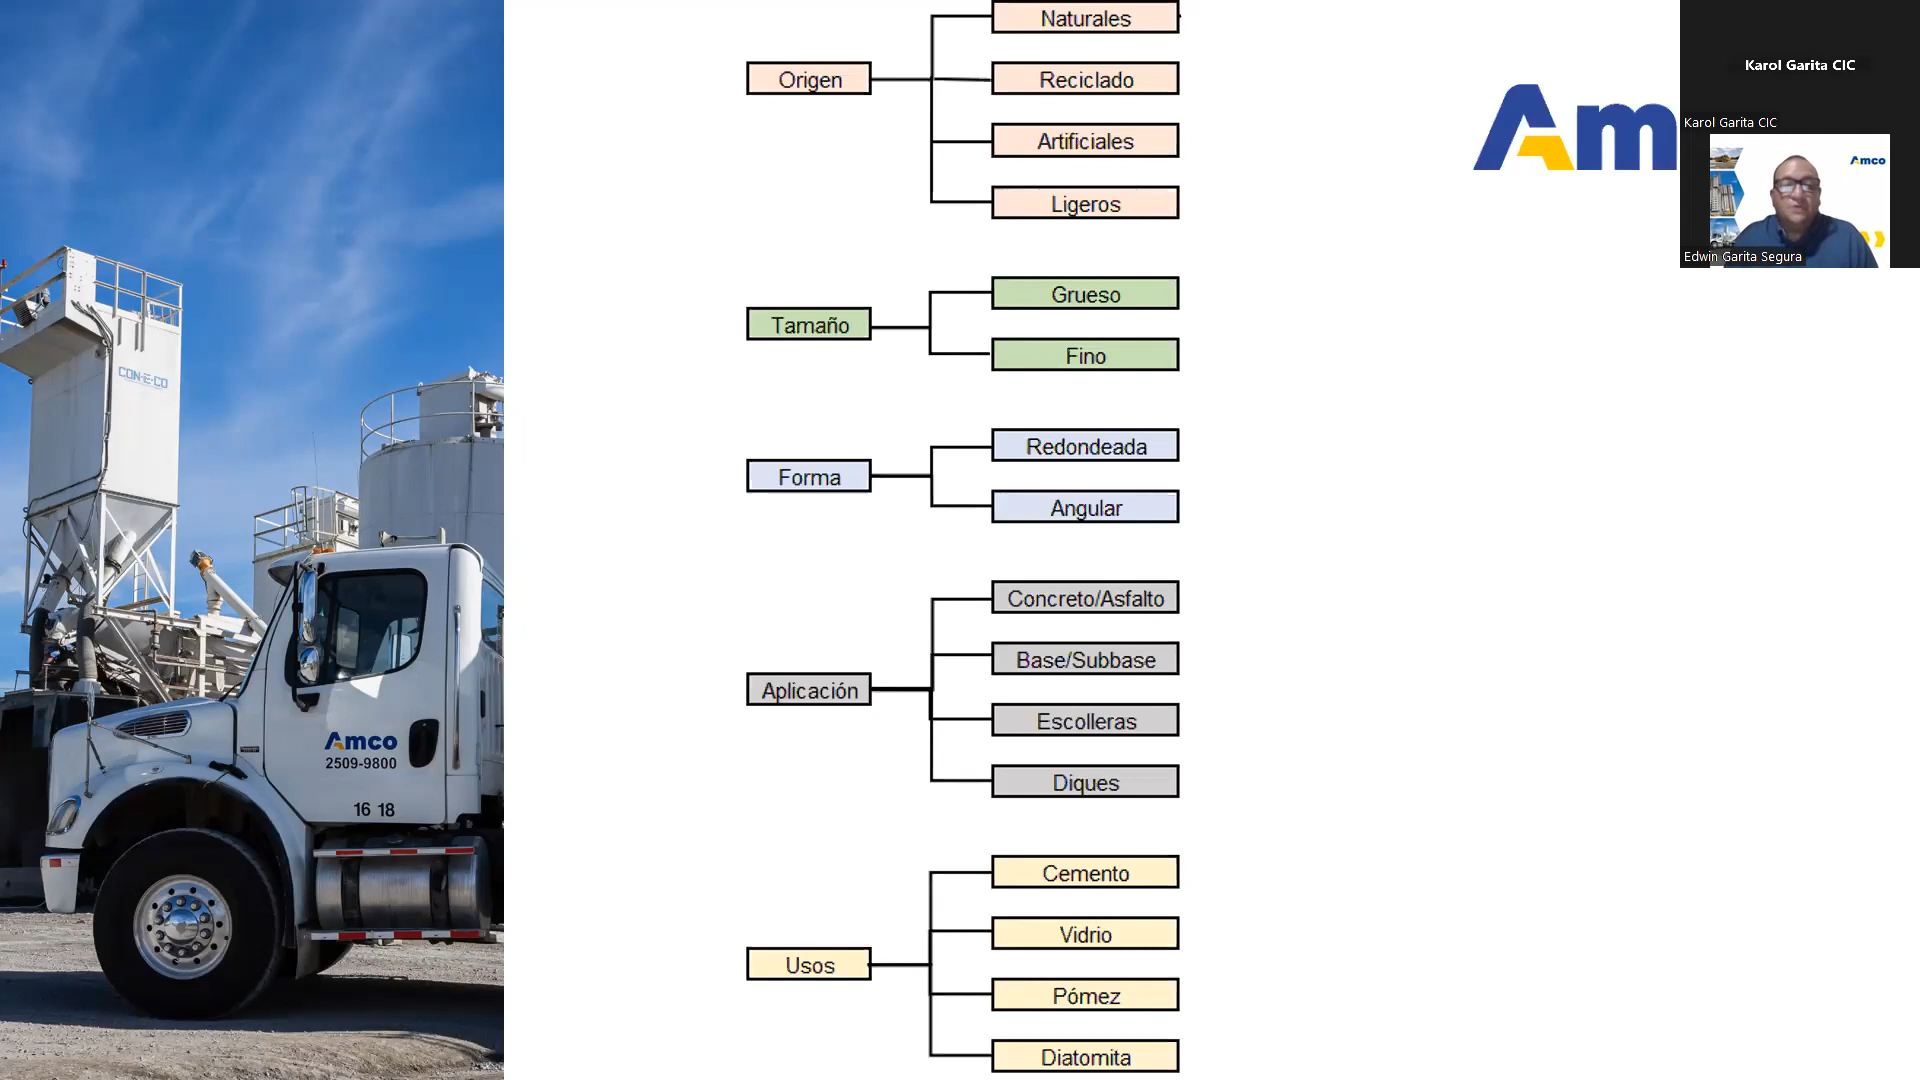 Naturales
Origen
Reciclado
Artificiales
Ligeros
Grueso
Tamaño
Fino
Redondeada
Forma
Angular
Concreto/Asfalto
Base/Subbase
Aplicación
Escolleras
Diques
Cemento
Vidrio
Usos
Pómez
Diatomita
CON-E-CO
Amco
2509-9800
16 18
Am
Karol Garita CIC
Karol Garita CIC
Amco
Edwin Garita Segura